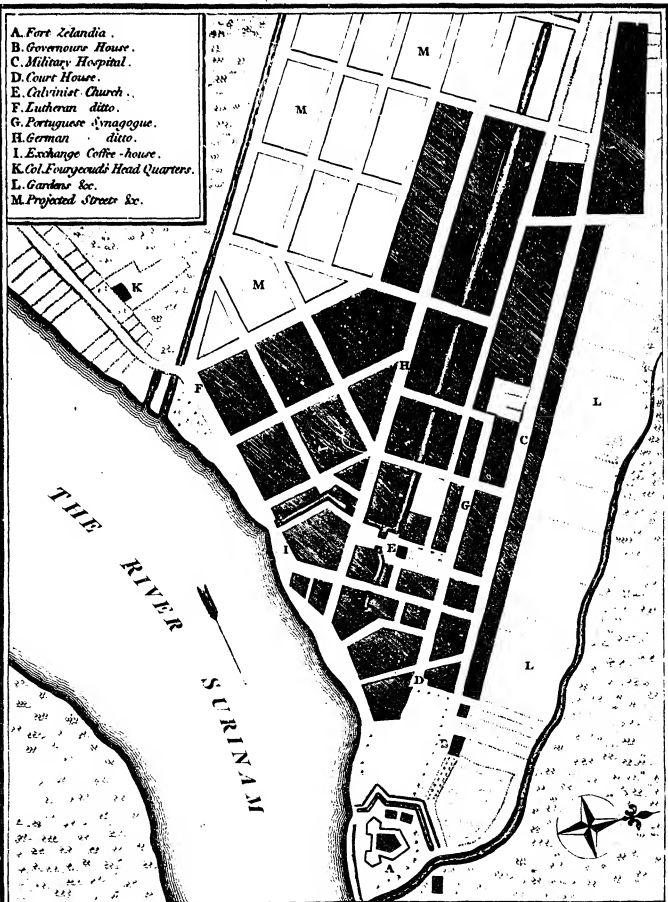 A. Fort Zelandia.
B. Governours House.
C. Military Hospital.
D. Court House.
E. Calvinist Church.
F. Lutheran ditto.
G. Portuguese Synagogue.
H. German ditto.
I. Exchange Coffee-house.
K. Col. Fourgeoud's Head Quarters.
L. Gardens &c.
M. Projected Streets &c.
M
M
M
K
F
H
L
C
G
I
E
THE RIVER SURINAM
L
D
B
A